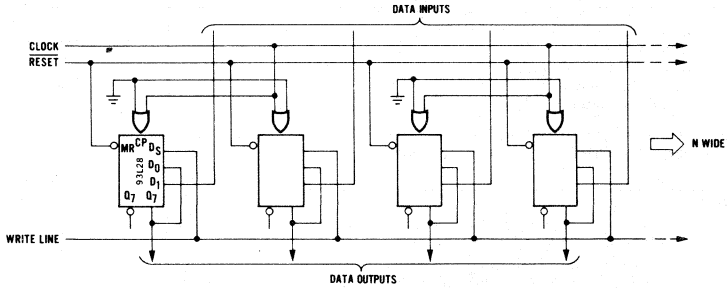 DATA INPUTS
CLOCK
RESET
MR CP DS
D0
93L28
D1
Q7 Q7
N WIDE
WRITE LINE
DATA OUTPUTS